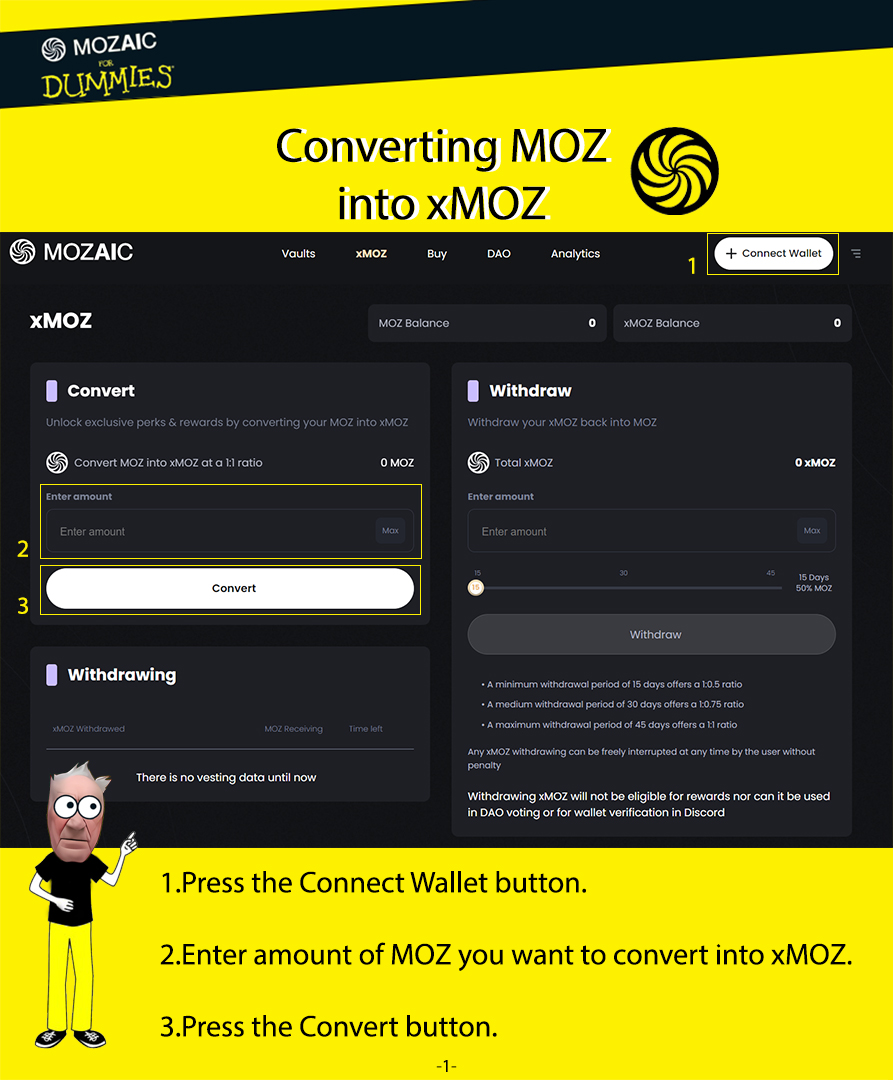 MOZAIC
FOR
DUMMIES
Converting MOZ
into xMOZ
MOZAIC
Vaults
xMOZ
Buy
DAO
Analytics
1
+ Connect Wallet
xMOZ
MOZ Balance 0
xMOZ Balance 0
Convert
Unlock exclusive perks & rewards by converting your MOZ into xMOZ
Convert MOZ into xMOZ at a 1:1 ratio 0 MOZ
Enter amount
Enter amount Max
2
Convert
3
Withdraw
Withdraw your xMOZ back into MOZ
Total xMOZ 0 xMOZ
Enter amount
Enter amount Max
15 30 45
15
15 Days
50% MOZ
Withdraw
• A minimum withdrawal period of 15 days offers a 1:0.5 ratio
• A medium withdrawal period of 30 days offers a 1:0.75 ratio
• A maximum withdrawal period of 45 days offers a 1:1 ratio
Any xMOZ withdrawing can be freely interrupted at any time by the user without
penalty
Withdrawing xMOZ will not be eligible for rewards nor can it be used
in DAO voting or for wallet verification in Discord
Withdrawing
xMOZ Withdrawed MOZ Receiving Time left
There is no vesting data until now
1.Press the Connect Wallet button.
2.Enter amount of MOZ you want to convert into xMOZ.
3.Press the Convert button.
-1-